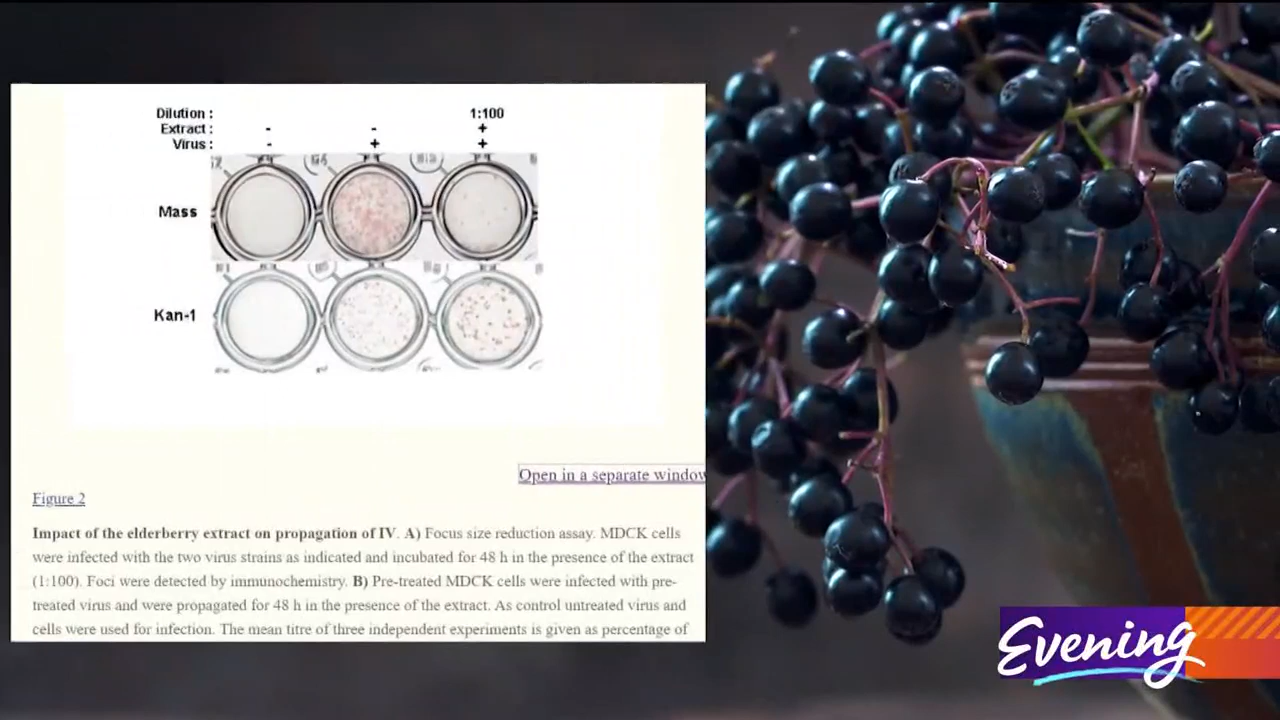 Dilution : 1:100
Extract : - - +
Virus : - + +
Mass
Kan-1
Open in a separate window
Figure 2
Impact of the elderberry extract on propagation of IV. A) Focus size reduction assay. MDCK cells
were infected with the two virus strains as indicated and incubated for 48 h in the presence of the extract
(1:100). Foci were detected by immunochemistry. B) Pre-treated MDCK cells were infected with pre-
treated virus and were propagated for 48 h in the presence of the extract. As control untreated virus and
cells were used for infection. The mean titre of three independent experiments is given as percentage of
Evening